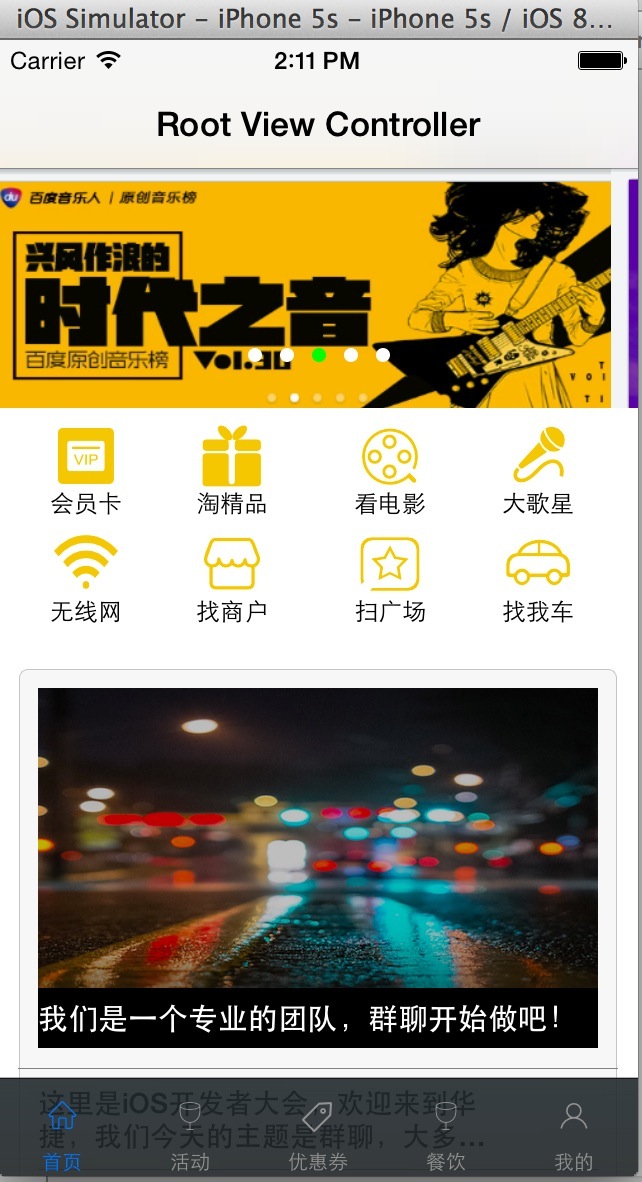 iOS Simulator - iPhone 5s - iPhone 5s / iOS 8...
Carrier 2:11 PM
Root View Controller
du 百度音乐人 | 原创音乐榜
兴风作浪的
时代之音
百度原创音乐榜 Vol.30
VIP
会员卡 淘精品 看电影 大歌星
无线网 找商户 扫广场 找我车
我们是一个专业的团队，群聊开始做吧！
这里是iOS开发者大会，欢迎来到华
捷，我们今天的主题是群聊，大多...
首页 活动 优惠券 餐饮 我的